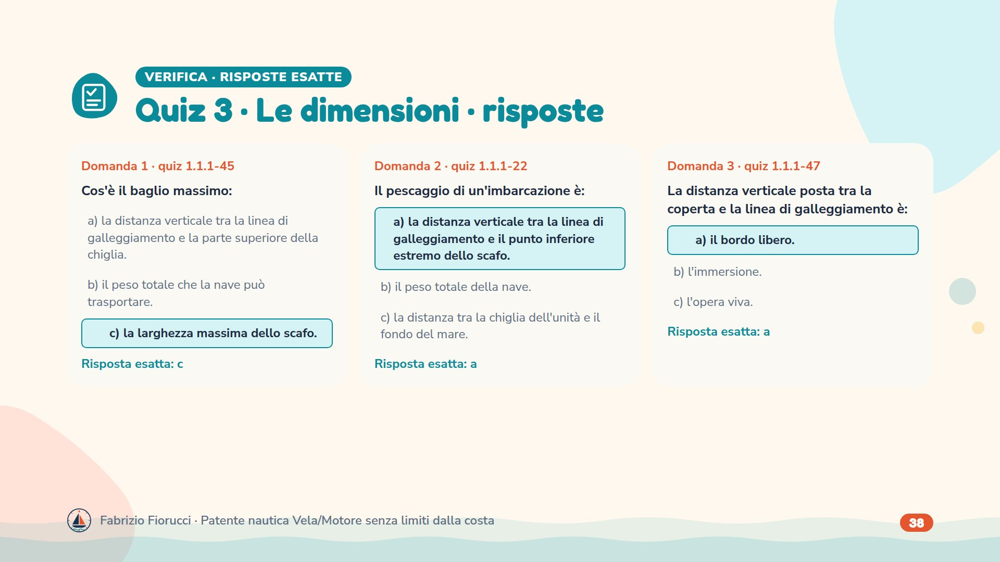 VERIFICA · RISPOSTE ESATTE
Quiz 3 · Le dimensioni · risposte
Domanda 1 · quiz 1.1.1-45
Cos'è il baglio massimo:
a) la distanza verticale tra la linea di
galleggiamento e la parte superiore della
chiglia.
b) il peso totale che la nave può
trasportare.
c) la larghezza massima dello scafo.
Risposta esatta: c
Domanda 2 · quiz 1.1.1-22
Il pescaggio di un'imbarcazione è:
a) la distanza verticale tra la linea di
galleggiamento e il punto inferiore
estremo dello scafo.
b) il peso totale della nave.
c) la distanza tra la chiglia dell'unità e il
fondo del mare.
Risposta esatta: a
Domanda 3 · quiz 1.1.1-47
La distanza verticale posta tra la
coperta e la linea di galleggiamento è:
a) il bordo libero.
b) l'immersione.
c) l'opera viva.
Risposta esatta: a
Fabrizio Fiorucci · Patente nautica Vela/Motore senza limiti dalla costa
38